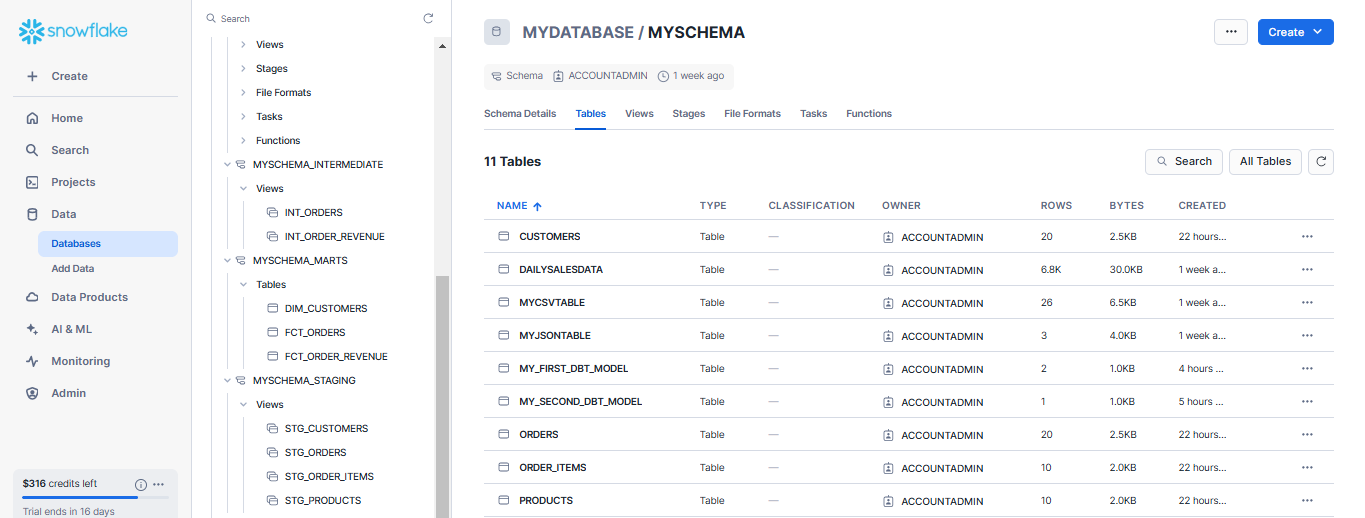 snowflake
Create
Home
Search
Projects
Data
Databases
Add Data
Data Products
AI & ML
Monitoring
Admin
$316 credits left
Trial ends in 16 days
Search
Views
Stages
File Formats
Tasks
Functions
MYSCHEMA_INTERMEDIATE
Views
INT_ORDERS
INT_ORDER_REVENUE
MYSCHEMA_MARTS
Tables
DIM_CUSTOMERS
FCT_ORDERS
FCT_ORDER_REVENUE
MYSCHEMA_STAGING
Views
STG_CUSTOMERS
STG_ORDERS
STG_ORDER_ITEMS
STG_PRODUCTS
MYDATABASE / MYSCHEMA
... Create
Schema ACCOUNTADMIN 1 week ago
Schema Details Tables Views Stages File Formats Tasks Functions
11 Tables
Search All Tables
NAME TYPE CLASSIFICATION OWNER ROWS BYTES CREATED
CUSTOMERS Table — ACCOUNTADMIN 20 2.5KB 22 hours... ...
DAILYSALESDATA Table — ACCOUNTADMIN 6.8K 30.0KB 1 week a... ...
MYCSVTABLE Table — ACCOUNTADMIN 26 6.5KB 1 week a... ...
MYJSONTABLE Table — ACCOUNTADMIN 3 4.0KB 1 week a... ...
MY_FIRST_DBT_MODEL Table — ACCOUNTADMIN 2 1.0KB 4 hours ... ...
MY_SECOND_DBT_MODEL Table — ACCOUNTADMIN 1 1.0KB 5 hours ... ...
ORDERS Table — ACCOUNTADMIN 20 2.5KB 22 hours... ...
ORDER_ITEMS Table — ACCOUNTADMIN 10 2.0KB 22 hours... ...
PRODUCTS Table — ACCOUNTADMIN 10 2.0KB 22 hours... ...